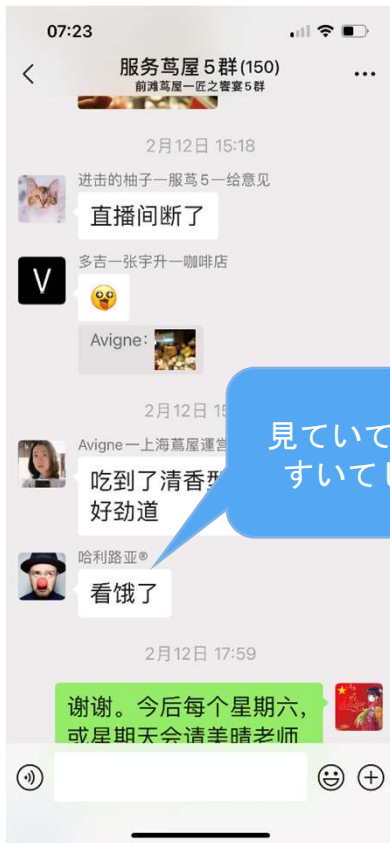 07:23
服务茑屋5群(150)
前滩茑屋一匠之饗宴5群
2月12日 15:18
进击的柚子一服茑5一给意见
直播间断了
多吉一张宇升一咖啡店
V
Avigne:
2月12日
Avigne一上海蔦屋運営
吃到了清香型
好劲道
見ていて
すいて
哈利路亚®
看饿了
2月12日 17:59
谢谢。今后每个星期六,
或星期天会请美晴老师